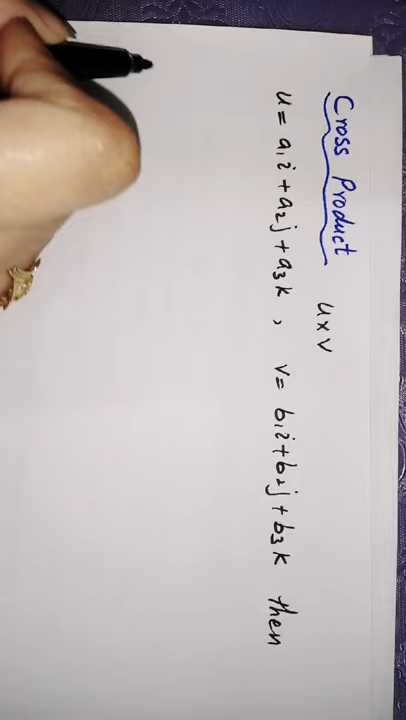 Cross Product u×v
u = a₁i + a₂j + a₃k , v = b₁i + b₂j + b₃k then